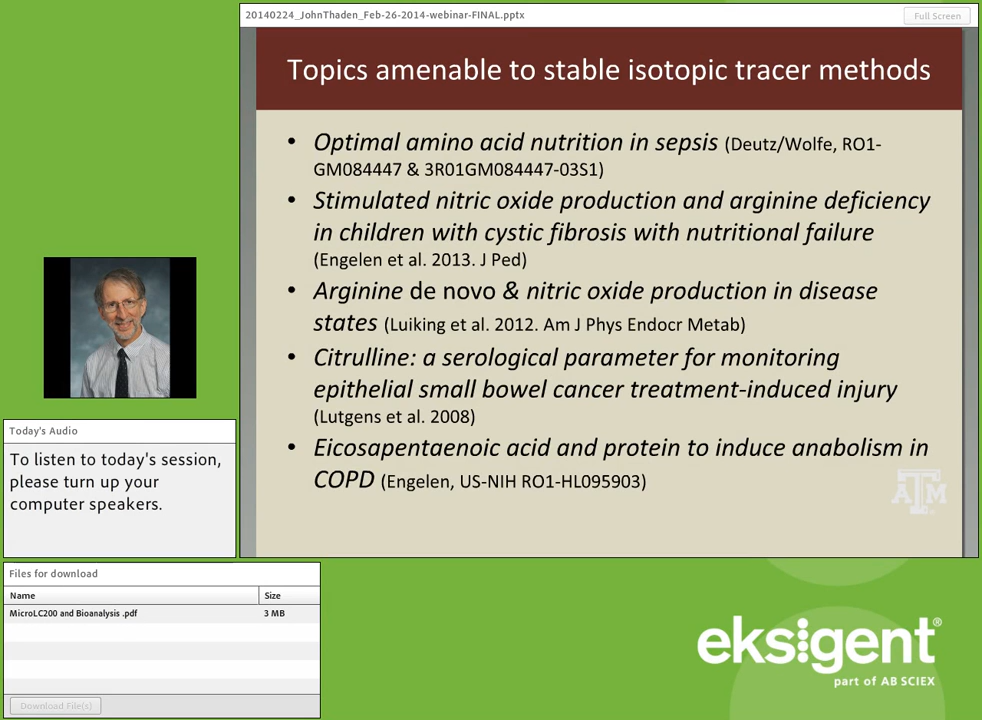 20140224_JohnThaden_Feb-26-2014-webinar-FINAL.pptx
Full Screen
Topics amenable to stable isotopic tracer methods
• Optimal amino acid nutrition in sepsis (Deutz/Wolfe, RO1-
GM084447 & 3R01GM084447-03S1)
• Stimulated nitric oxide production and arginine deficiency
in children with cystic fibrosis with nutritional failure
(Engelen et al. 2013. J Ped)
• Arginine de novo & nitric oxide production in disease
states (Luiking et al. 2012. Am J Phys Endocr Metab)
• Citrulline: a serological parameter for monitoring
epithelial small bowel cancer treatment-induced injury
(Lutgens et al. 2008)
• Eicosapentaenoic acid and protein to induce anabolism in
COPD (Engelen, US-NIH RO1-HL095903)
ATM
Today's Audio
To listen to today's session,
please turn up your
computer speakers.
Files for download
Name Size
MicroLC200 and Bioanalysis .pdf 3 MB
Download File(s)
eksigent®
part of AB SCIEX